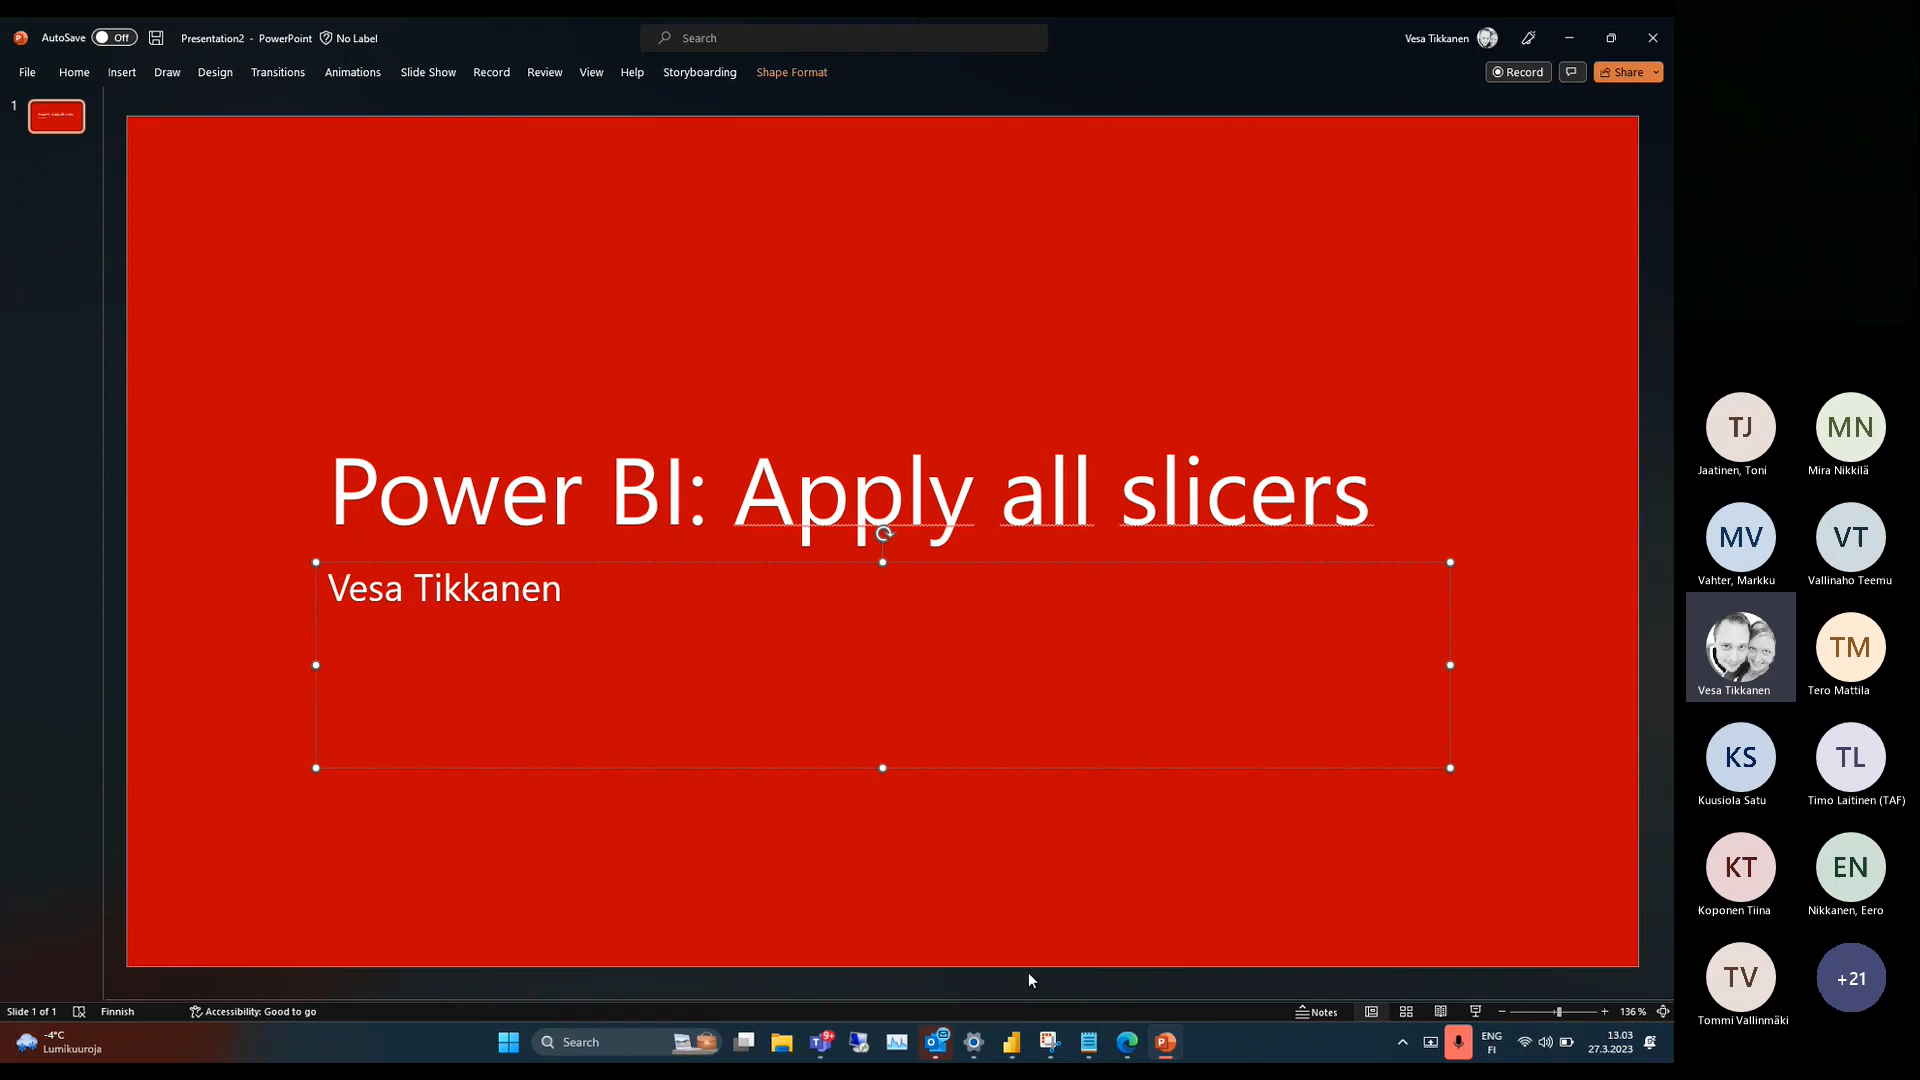 AutoSave Off Presentation2 - PowerPoint No Label Search Vesa Tikkanen
File Home Insert Draw Design Transitions Animations Slide Show Record Review View Help Storyboarding Shape Format Record Share
1
Power BI: Apply all slicers
Vesa Tikkanen
TJ MN
Jaatinen, Toni Mira Nikkilä
MV VT
Vahter, Markku Vallinaho Teemu
TM
Vesa Tikkanen Tero Mattila
KS TL
Kuusiola Satu Timo Laitinen (TAF)
KT EN
Koponen Tiina Nikkanen, Eero
TV +21
Tommi Vallinmäki
Slide 1 of 1 Finnish Accessibility: Good to go Notes 136 %
-4°C
Lumikuuroja
Search
9+
ENG
FI
13.03
27.3.2023